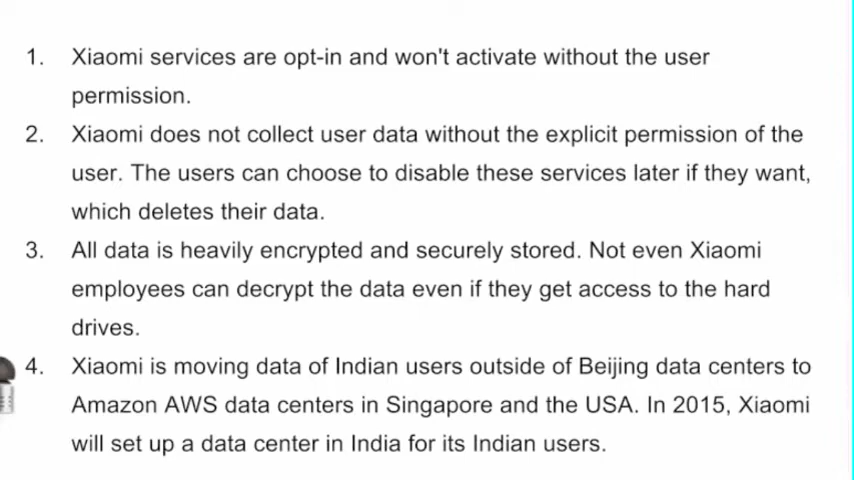 1. Xiaomi services are opt-in and won't activate without the user
permission.
2. Xiaomi does not collect user data without the explicit permission of the
user. The users can choose to disable these services later if they want,
which deletes their data.
3. All data is heavily encrypted and securely stored. Not even Xiaomi
employees can decrypt the data even if they get access to the hard
drives.
4. Xiaomi is moving data of Indian users outside of Beijing data centers to
Amazon AWS data centers in Singapore and the USA. In 2015, Xiaomi
will set up a data center in India for its Indian users.